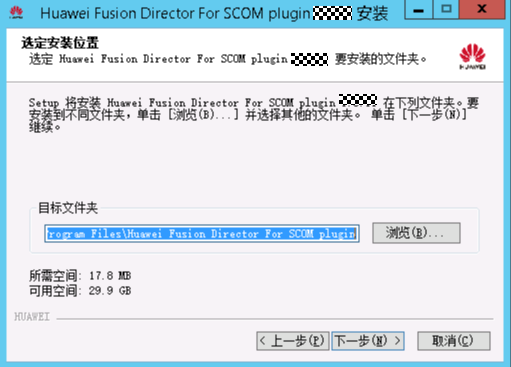 Huawei Fusion Director For SCOM plugin 安装
选定安装位置
选定 Huawei Fusion Director For SCOM plugin 要安装的文件夹。
HUAWEI
Setup 将安装 Huawei Fusion Director For SCOM plugin 在下列文件夹。要
安装到不同文件夹，单击 [浏览(B)...] 并选择其他的文件夹。 单击 [下一步(N)]
继续。
目标文件夹
rogram Files\Huawei Fusion Director For SCOM plugin
浏览(B)...
所需空间: 17.8 MB
可用空间: 29.9 GB
HUAWEI
< 上一步(P) 下一步(N) > 取消(C)